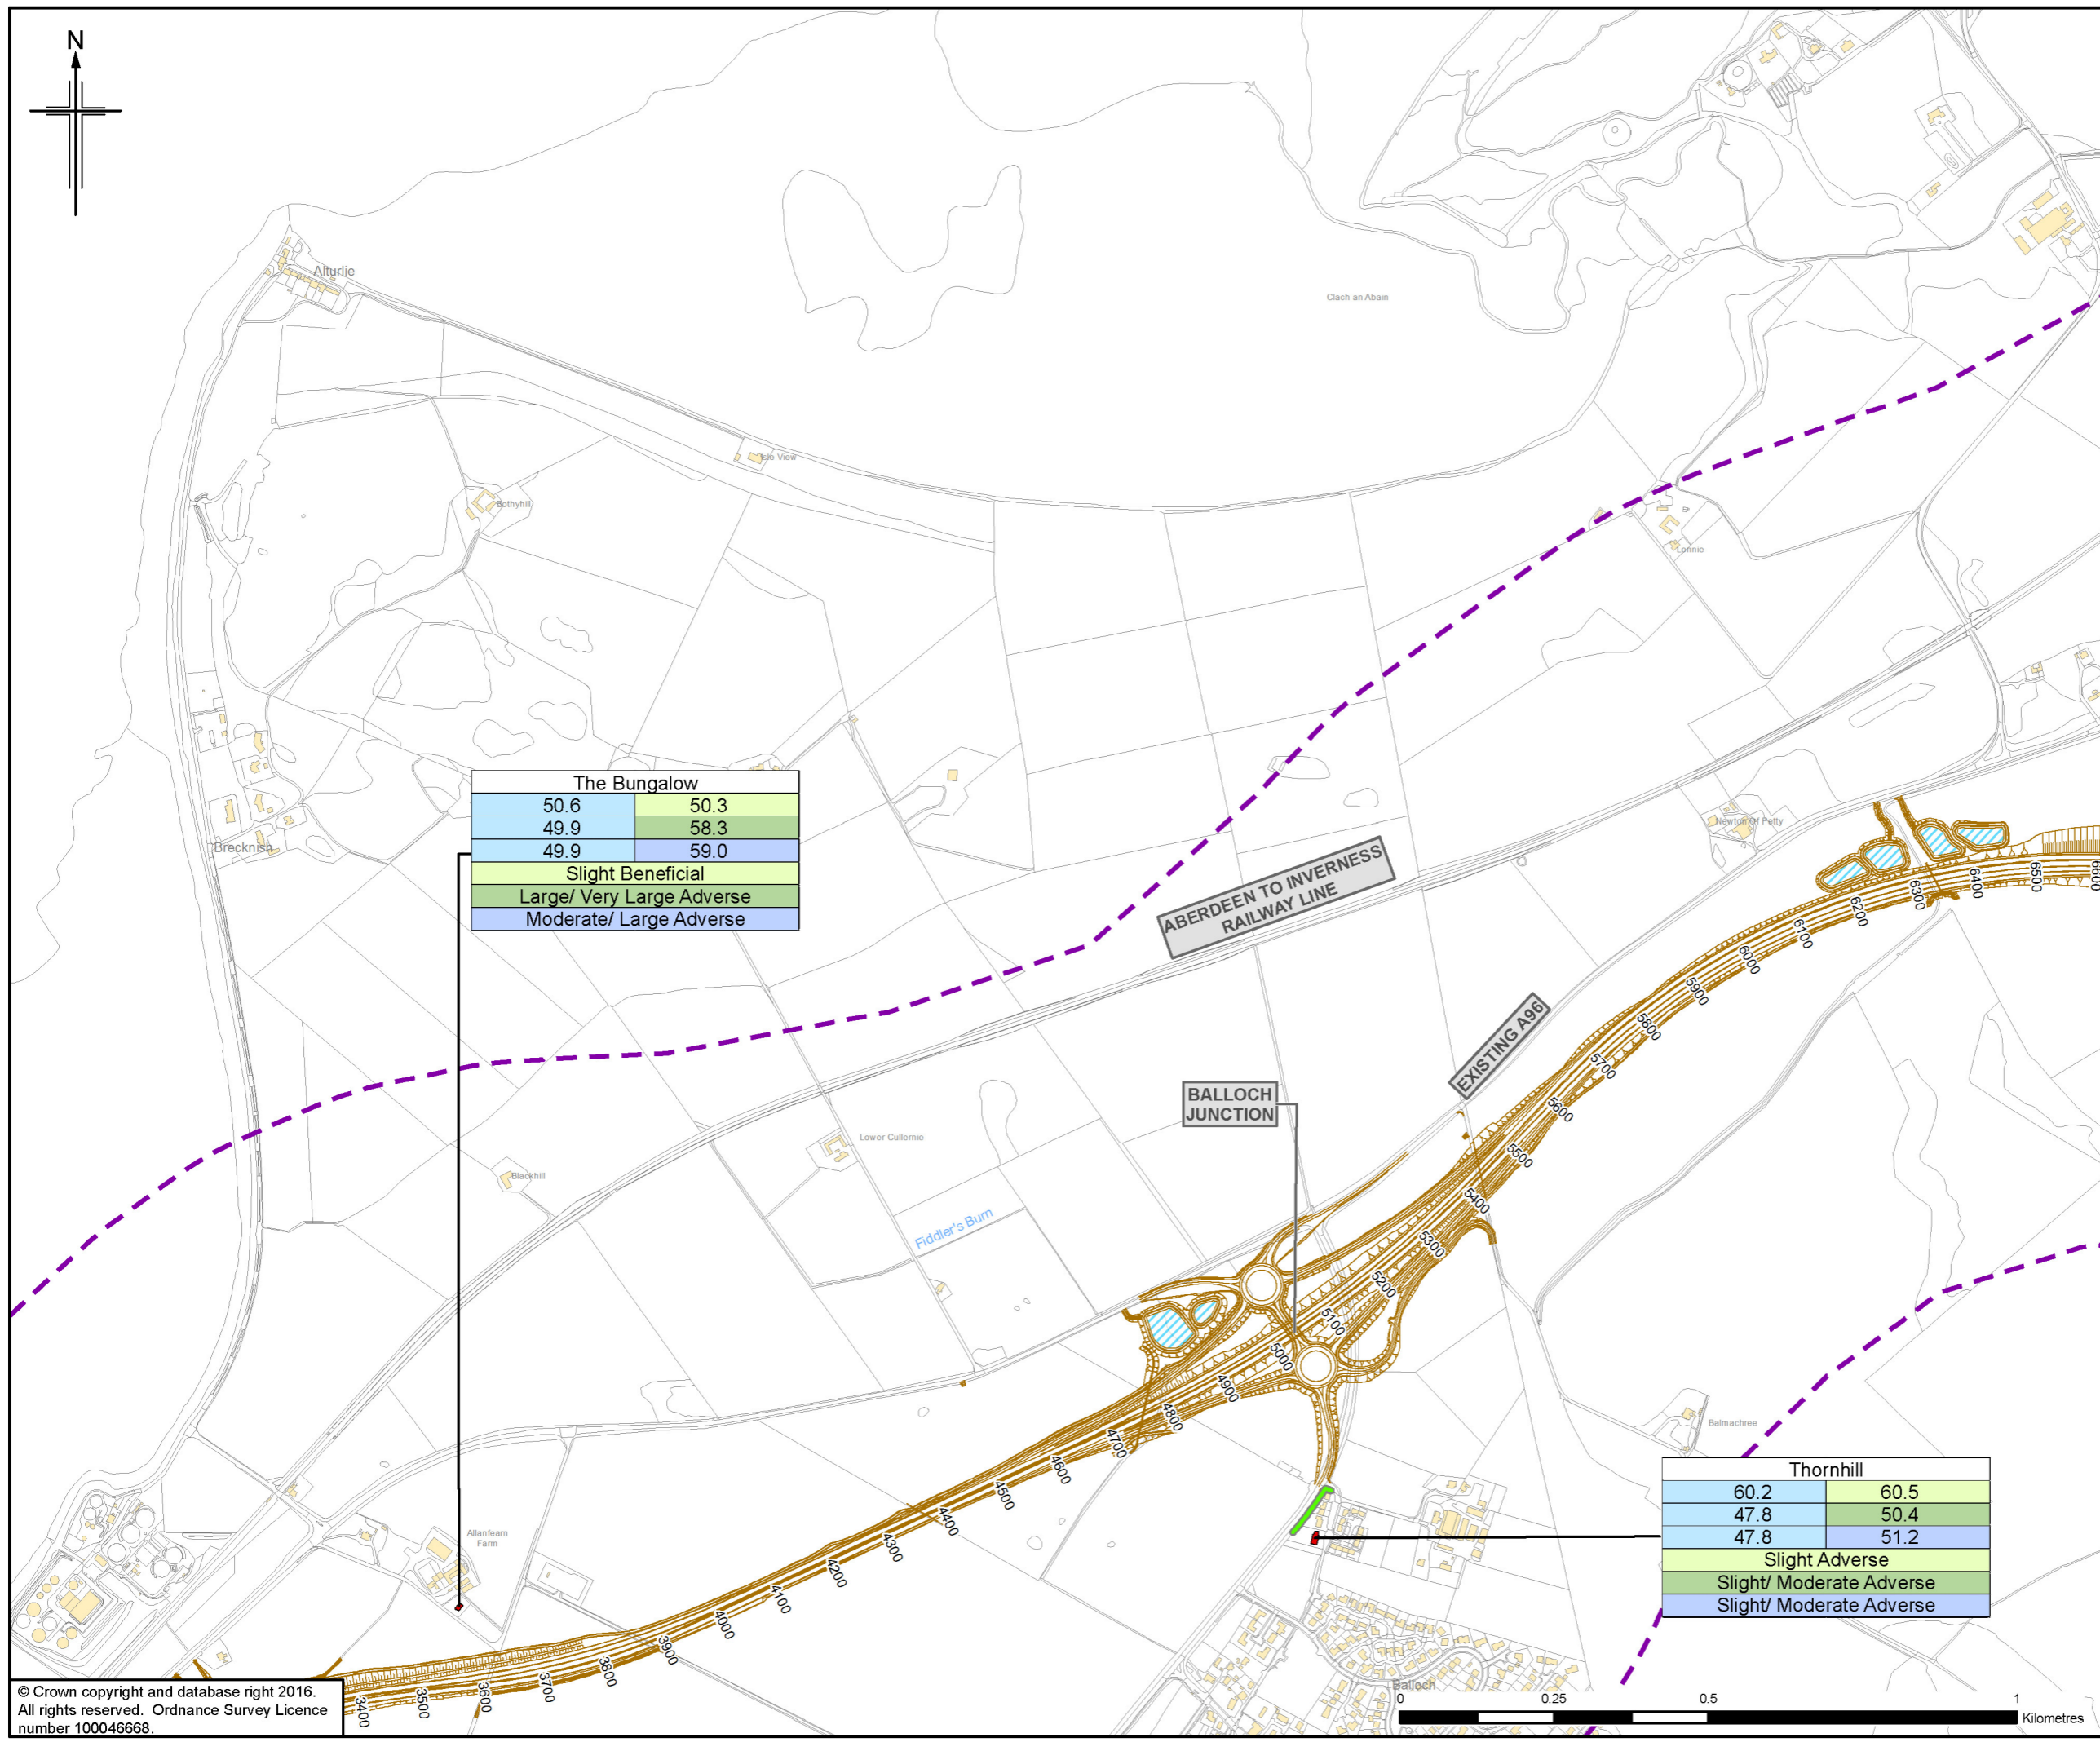 N
Alturlie
Clach an Abain
Isle View
Bothyhill
Lonnie
Brecknish
Newton Of Petty
The Bungalow
50.6 50.3
49.9 58.3
49.9 59.0
Slight Beneficial
Large/ Very Large Adverse
Moderate/ Large Adverse
ABERDEEN TO INVERNESS
RAILWAY LINE
EXISTING A96
BALLOCH
JUNCTION
Lower Cullernie
Blackhill
Fiddler's Burn
Balmachree
Allanfearn
Farm
Thornhill
60.2 60.5
47.8 50.4
47.8 51.2
Slight Adverse
Slight/ Moderate Adverse
Slight/ Moderate Adverse
3400
3500
3600
3700
3800
3900
4000
4100
4200
4300
4400
4500
4600
4700
4800
4900
5000
5100
5200
5300
5400
5500
5600
5700
5800
5900
6000
6100
6200
6300
6400
6500
6600
Balloch
0 0.25 0.5 1
Kilometres
© Crown copyright and database right 2016.
All rights reserved. Ordnance Survey Licence
number 100046668.